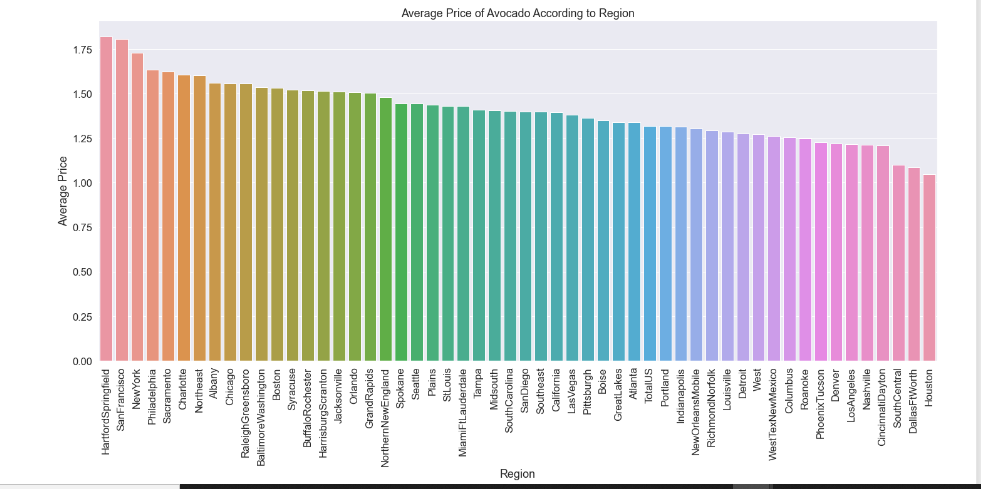 Average Price of Avocado According to Region
Average Price
1.75
1.50
1.25
1.00
0.75
0.50
0.25
0.00
HartfordSpringfield
SanFrancisco
NewYork
Philadelphia
Sacramento
Charlotte
Northeast
Albany
Chicago
RaleighGreensboro
BaltimoreWashington
Boston
Syracuse
BuffaloRochester
HarrisburgScranton
Jacksonville
Orlando
GrandRapids
NorthernNewEngland
Spokane
Seattle
Plains
StLouis
MiamiFtLauderdale
Tampa
Midsouth
SouthCarolina
SanDiego
Southeast
California
LasVegas
Pittsburgh
Boise
GreatLakes
Atlanta
TotalUS
Portland
Indianapolis
NewOrleansMobile
RichmondNorfolk
Louisville
Detroit
West
WestTexNewMexico
Columbus
Roanoke
PhoenixTucson
Denver
LosAngeles
Nashville
CincinnatiDayton
SouthCentral
DallasFtWorth
Houston
Region